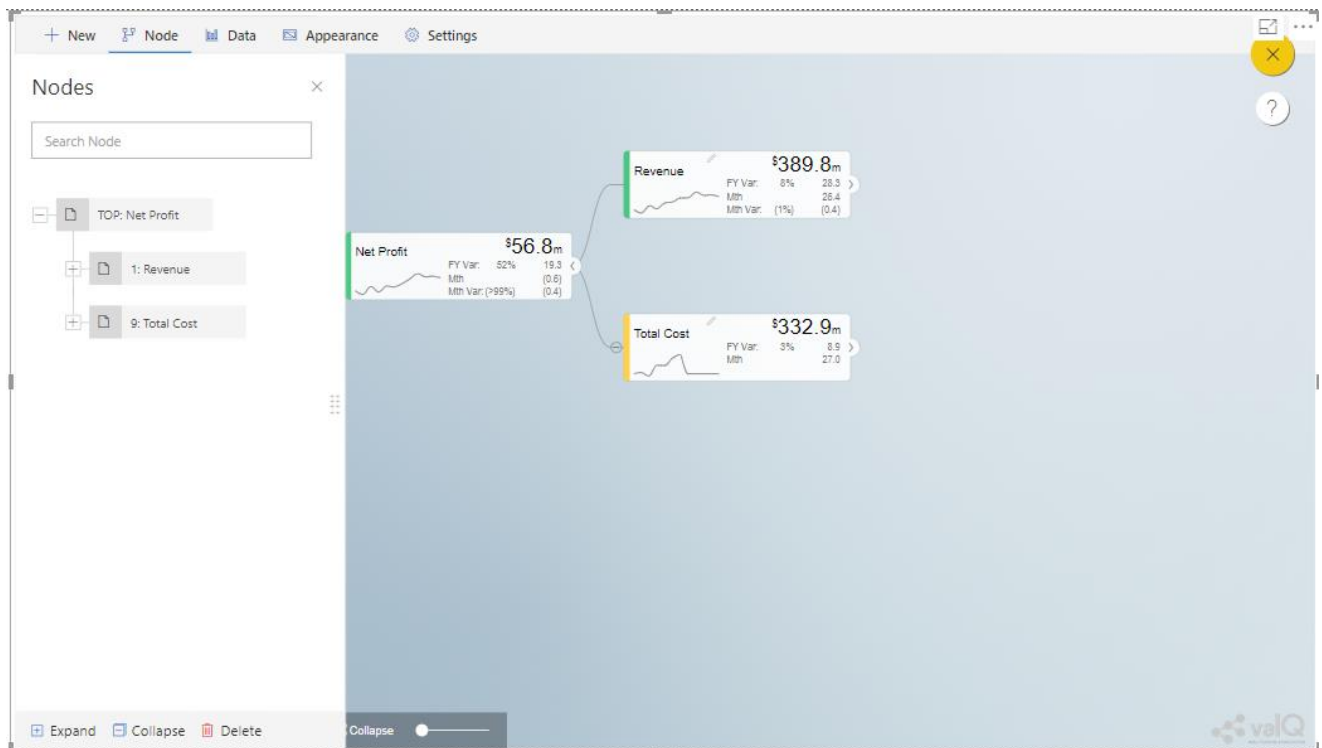 New Node Data Appearance Settings
Nodes
Search Node
TOP: Net Profit
1: Revenue
9: Total Cost
Expand Collapse Delete
Net Profit $56.8m
FY Var: 52% 19.3
Mth (0.6)
Mth Var: (>99%) (0.4)
Revenue $389.8m
FY Var: 8% 28.3
Mth 26.4
Mth Var: (1%) (0.4)
Total Cost $332.9m
FY Var: 3% 8.9
Mth 27.0
?
Collapse
valQ